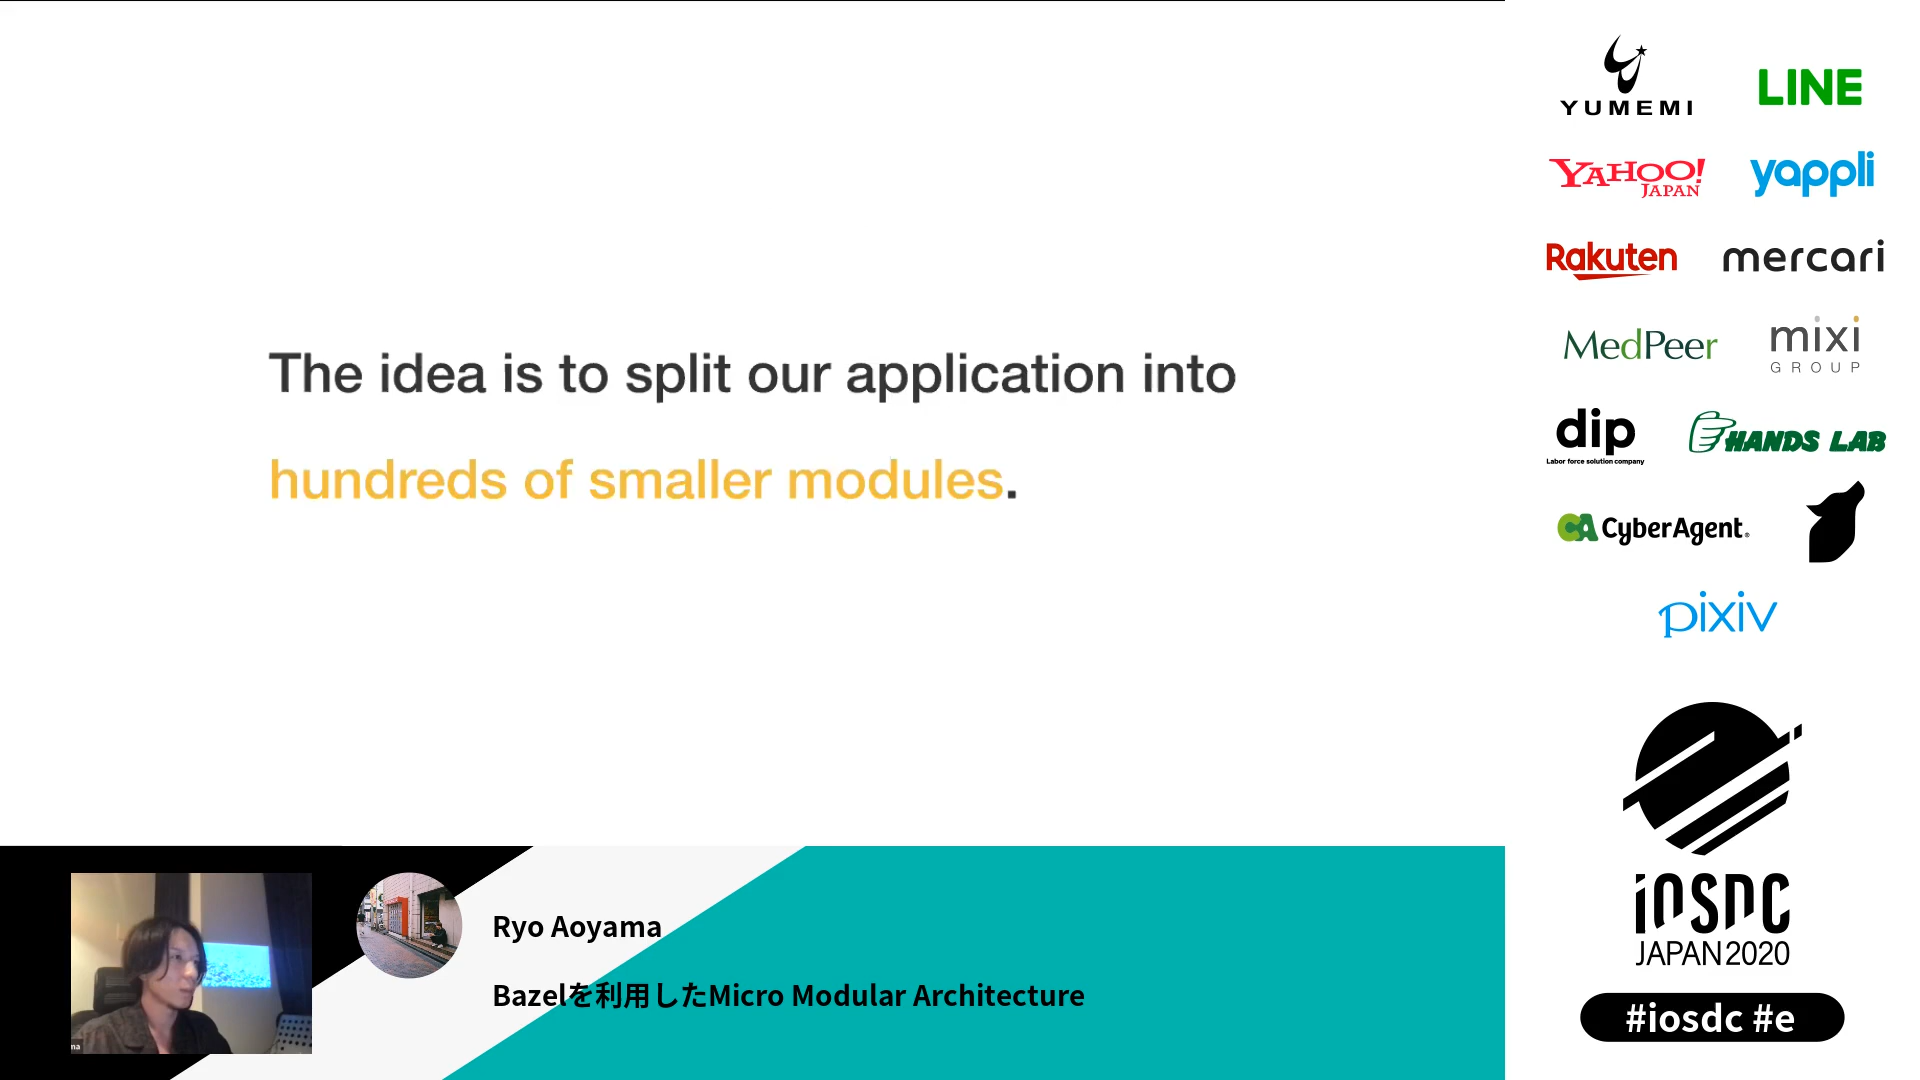 The idea is to split our application into
hundreds of smaller modules.
Ryo Aoyama
Bazelを利用したMicro Modular Architecture
YUMEMI
LINE
YAHOO!
JAPAN
yappli
Rakuten
mercari
MedPeer
mixi
GROUP
dip
Labor force solution company
HANDS LAB
CA CyberAgent®
pixiv
iOSDC
JAPAN 2020
#iosdc #e